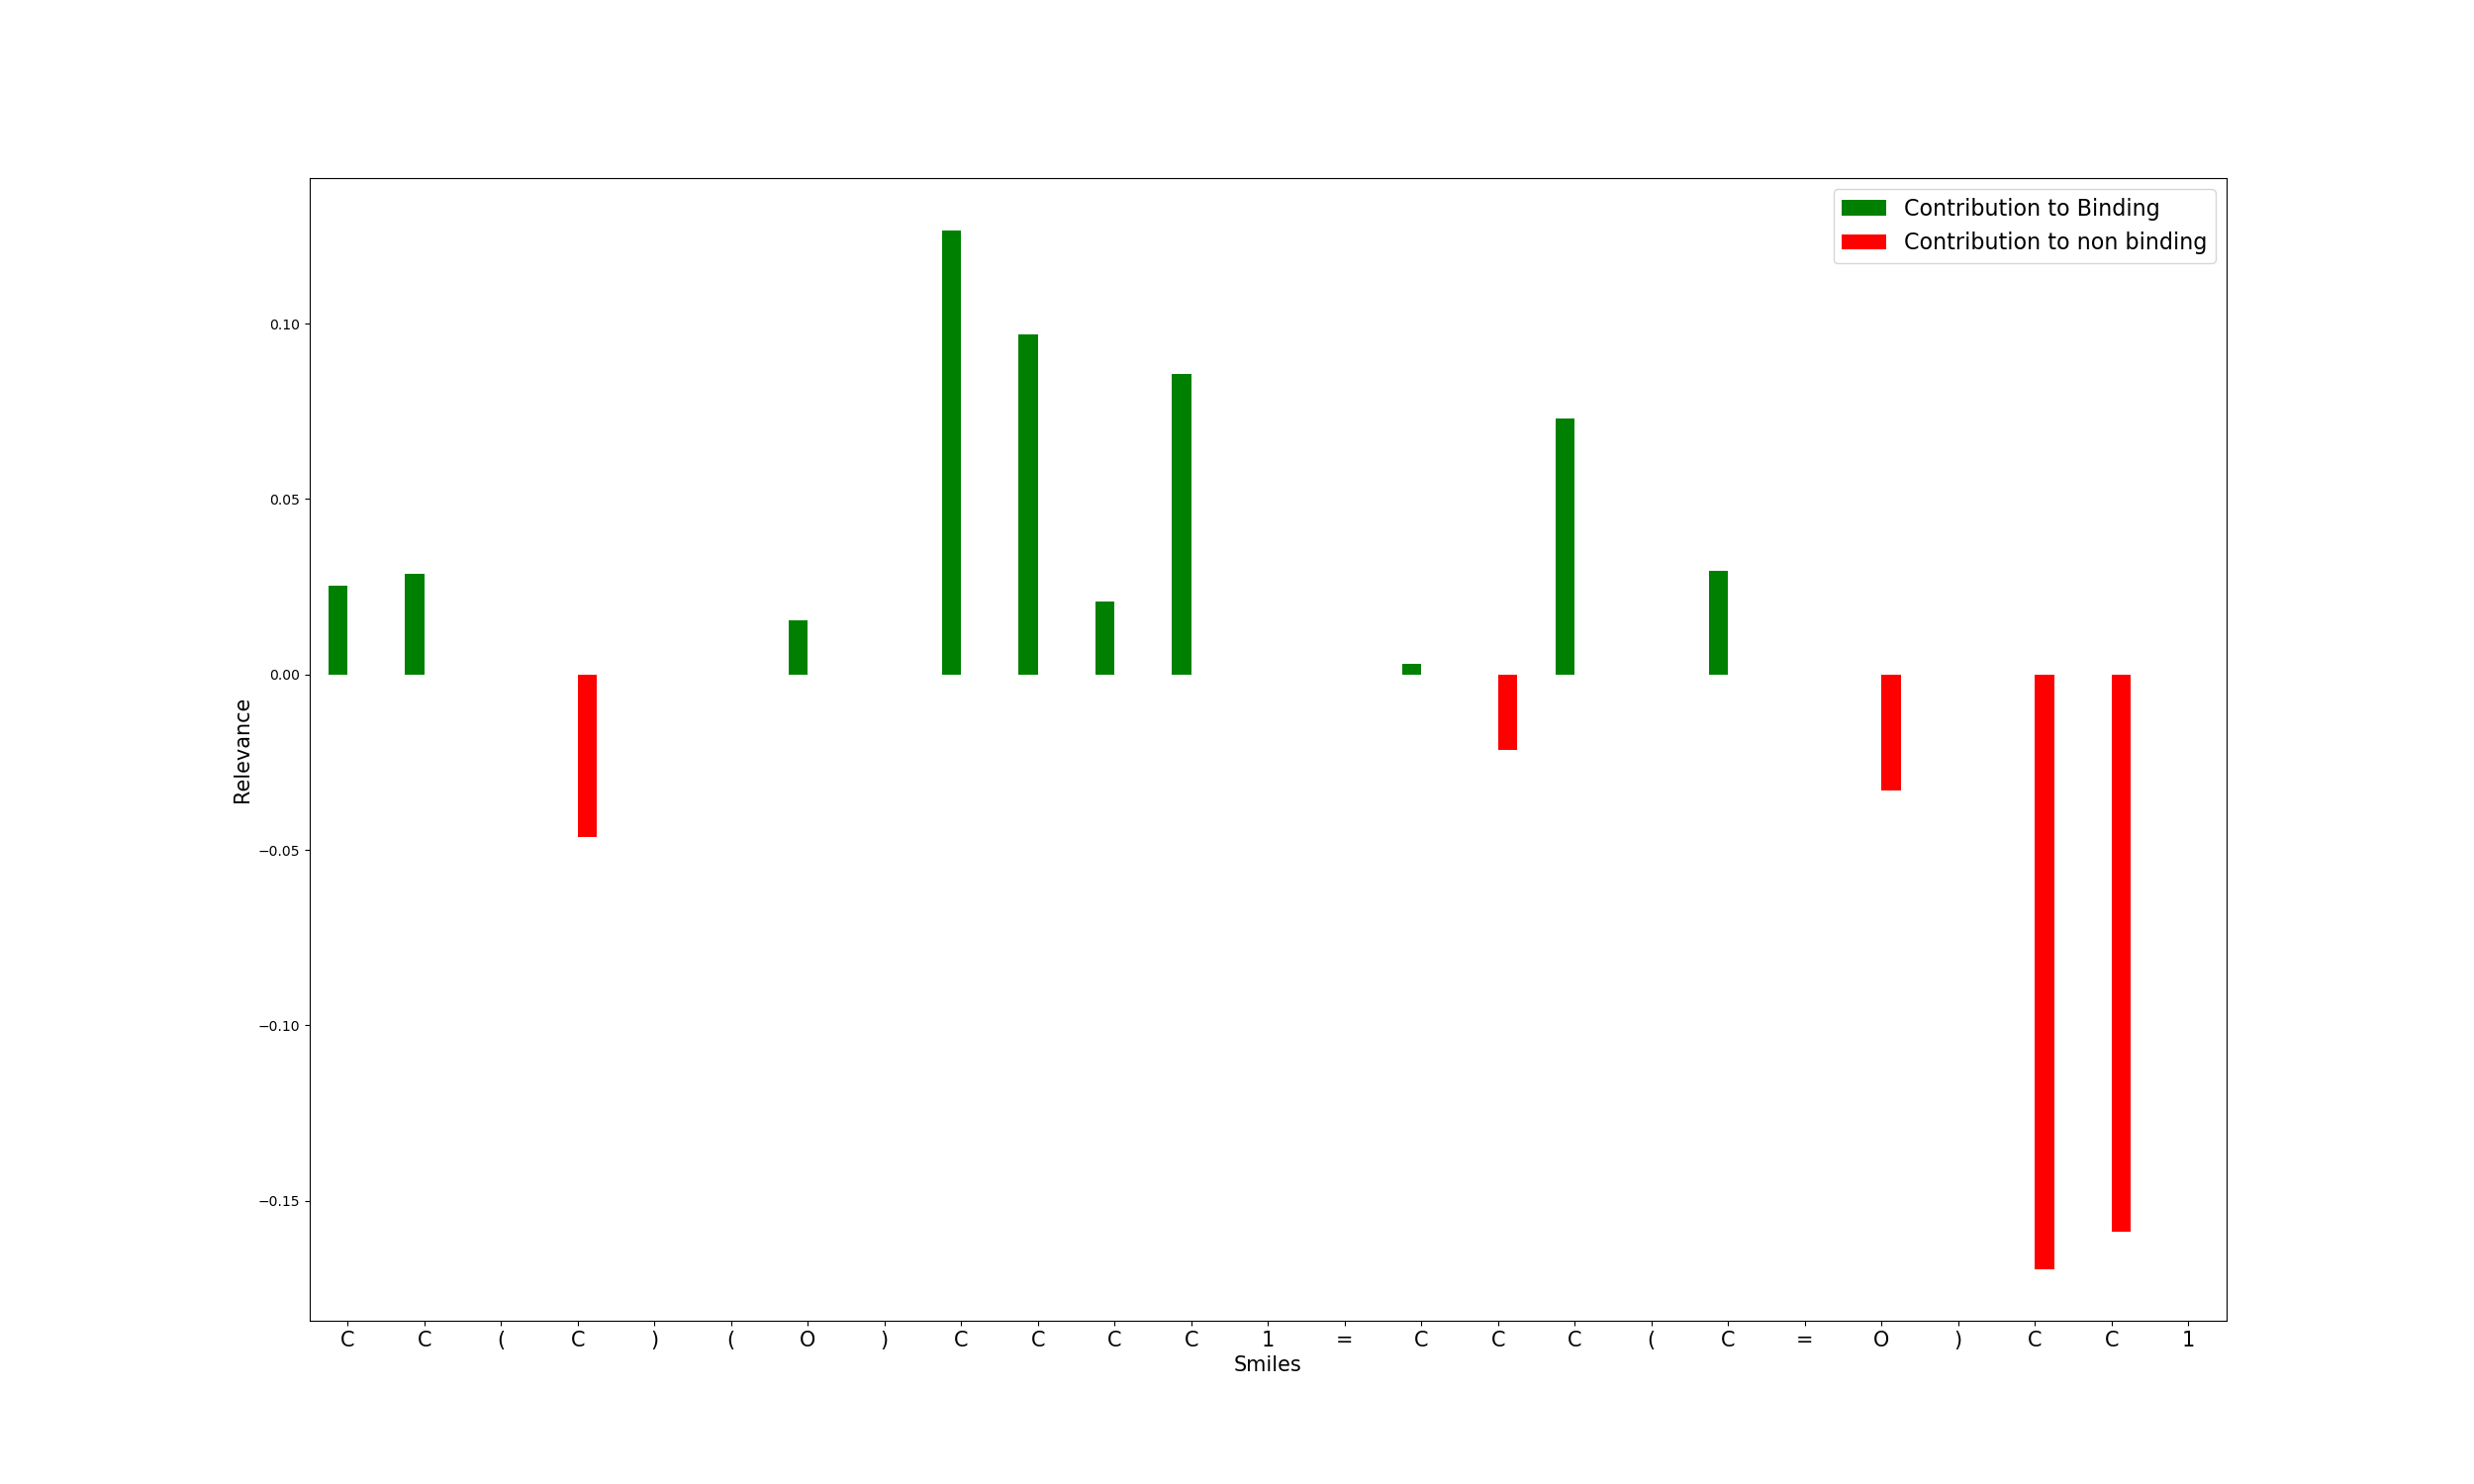 Contribution to Binding
Contribution to non binding
0.10
0.05
0.00
−0.05
−0.10
−0.15
Relevance
C C ( C ) ( O ) C C C C 1 = C C C ( C = O ) C C 1
Smiles